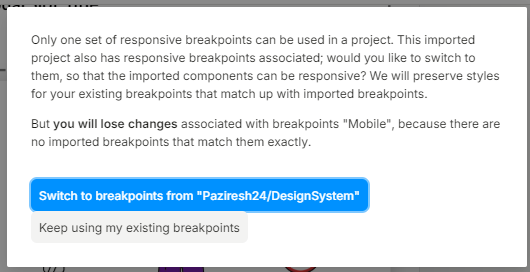 Only one set of responsive breakpoints can be used in a project. This imported
project also has responsive breakpoints associated; would you like to switch to
them, so that the imported components can be responsive? We will preserve styles
for your existing breakpoints that match up with imported breakpoints.
But you will lose changes associated with breakpoints "Mobile", because there are
no imported breakpoints that match them exactly.
Switch to breakpoints from "Paziresh24/DesignSystem"
Keep using my existing breakpoints